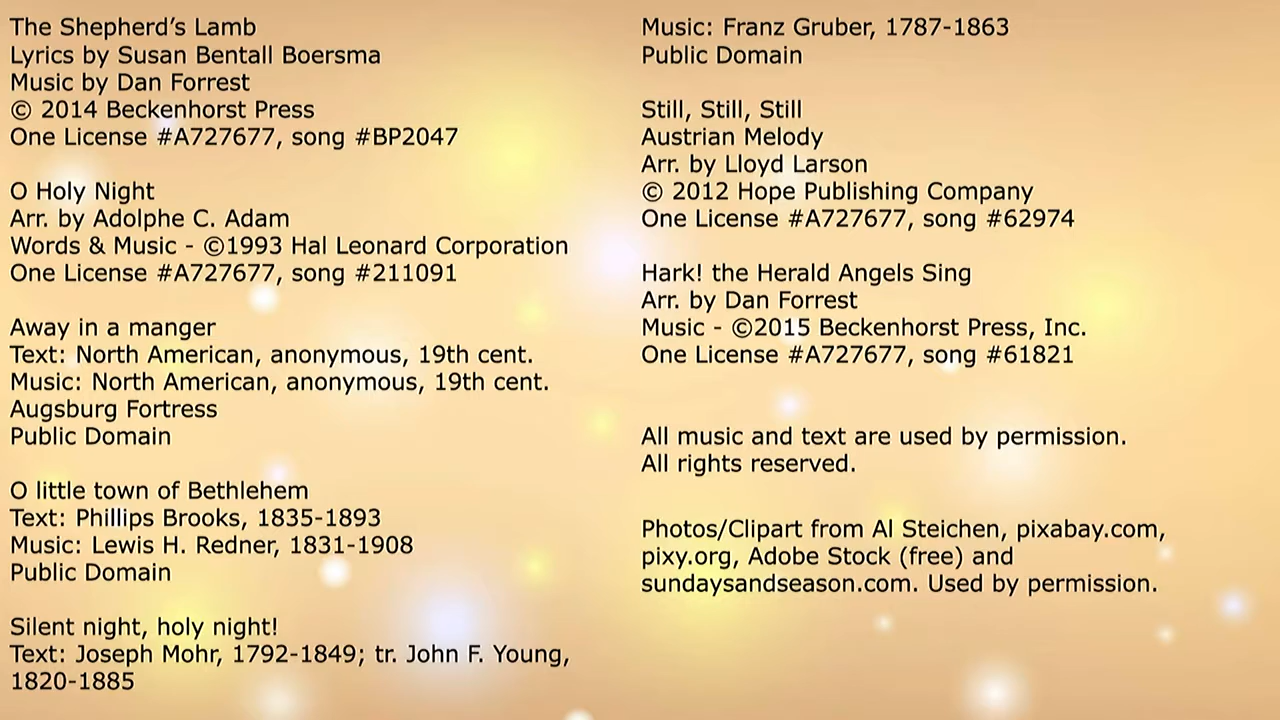 The Shepherd’s Lamb
Lyrics by Susan Bentall Boersma
Music by Dan Forrest
© 2014 Beckenhorst Press
One License #A727677, song #BP2047
O Holy Night
Arr. by Adolphe C. Adam
Words & Music - ©1993 Hal Leonard Corporation
One License #A727677, song #211091
Away in a manger
Text: North American, anonymous, 19th cent.
Music: North American, anonymous, 19th cent.
Augsburg Fortress
Public Domain
O little town of Bethlehem
Text: Phillips Brooks, 1835-1893
Music: Lewis H. Redner, 1831-1908
Public Domain
Silent night, holy night!
Text: Joseph Mohr, 1792-1849; tr. John F. Young,
1820-1885
Music: Franz Gruber, 1787-1863
Public Domain
Still, Still, Still
Austrian Melody
Arr. by Lloyd Larson
© 2012 Hope Publishing Company
One License #A727677, song #62974
Hark! the Herald Angels Sing
Arr. by Dan Forrest
Music - ©2015 Beckenhorst Press, Inc.
One License #A727677, song #61821
All music and text are used by permission.
All rights reserved.
Photos/Clipart from Al Steichen, pixabay.com,
pixy.org, Adobe Stock (free) and
sundaysandseason.com. Used by permission.